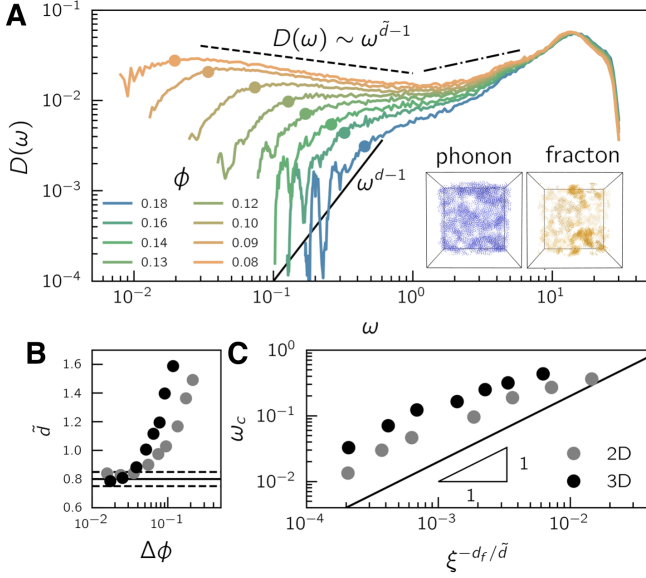 A
D(ω) ∼ ω^{d̃−1}
D(ω)
10^{−1}
10^{−2}
10^{−3}
10^{−4}
ω^{d−1}
phonon
fracton
ϕ
0.18
0.12
0.16
0.10
0.14
0.09
0.13
0.08
10^{−2}
10^{−1}
10^{0}
10^{1}
ω
B
d̃
1.6
1.4
1.2
1.0
0.8
0.6
10^{−2}
10^{−1}
Δϕ
C
ω_c
10^{0}
10^{−1}
10^{−2}
1
1
2D
3D
10^{−4}
10^{−3}
10^{−2}
ξ^{−d_f/d̃}